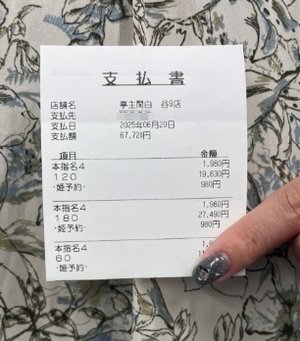 支払書
店舗名 亭主関白 谷9店
支払先
支払日 2025年06月20日
支払額 67,720円
項目 金額
本指名4 1,960円
120 19,630円
・姫予約・ 980円
本指名4 1,960円
180 27,490円
・姫予約・ 980円
本指名4
60
・姫予約・